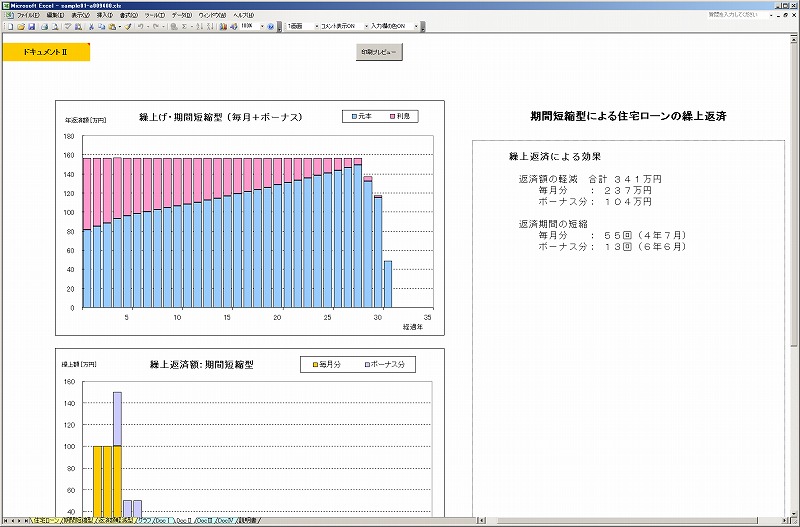 Microsoft Excel - sample01-a009400.xls
ファイル(F) 編集(E) 表示(V) 挿入(I) 書式(O) ツール(T) データ(D) ウィンドウ(W) ヘルプ(H)
質問を入力してください
100%
1画面
コメント表示ON
入力欄の色ON
ドキュメントⅡ
印刷プレビュー
年返済額[万円]
繰上げ・期間短縮型（毎月＋ボーナス）
元本
利息
180
160
140
120
100
80
60
40
20
0
5
10
15
20
25
30
35
経過年
期間短縮型による住宅ローンの繰上返済
繰上返済による効果
返済額の軽減 合計 ３４１万円
毎月分 ： ２３７万円
ボーナス分： １０４万円
返済期間の短縮
毎月分 ： ５５回（４年７月）
ボーナス分： １３回（６年６月）
繰上額[万円]
繰上返済額：期間短縮型
毎月分
ボーナス分
160
140
120
100
80
60
40
住宅ローン
期間短縮型
返済額軽減型
グラフ
DocⅠ
DocⅡ
DocⅢ
DocⅣ
説明書